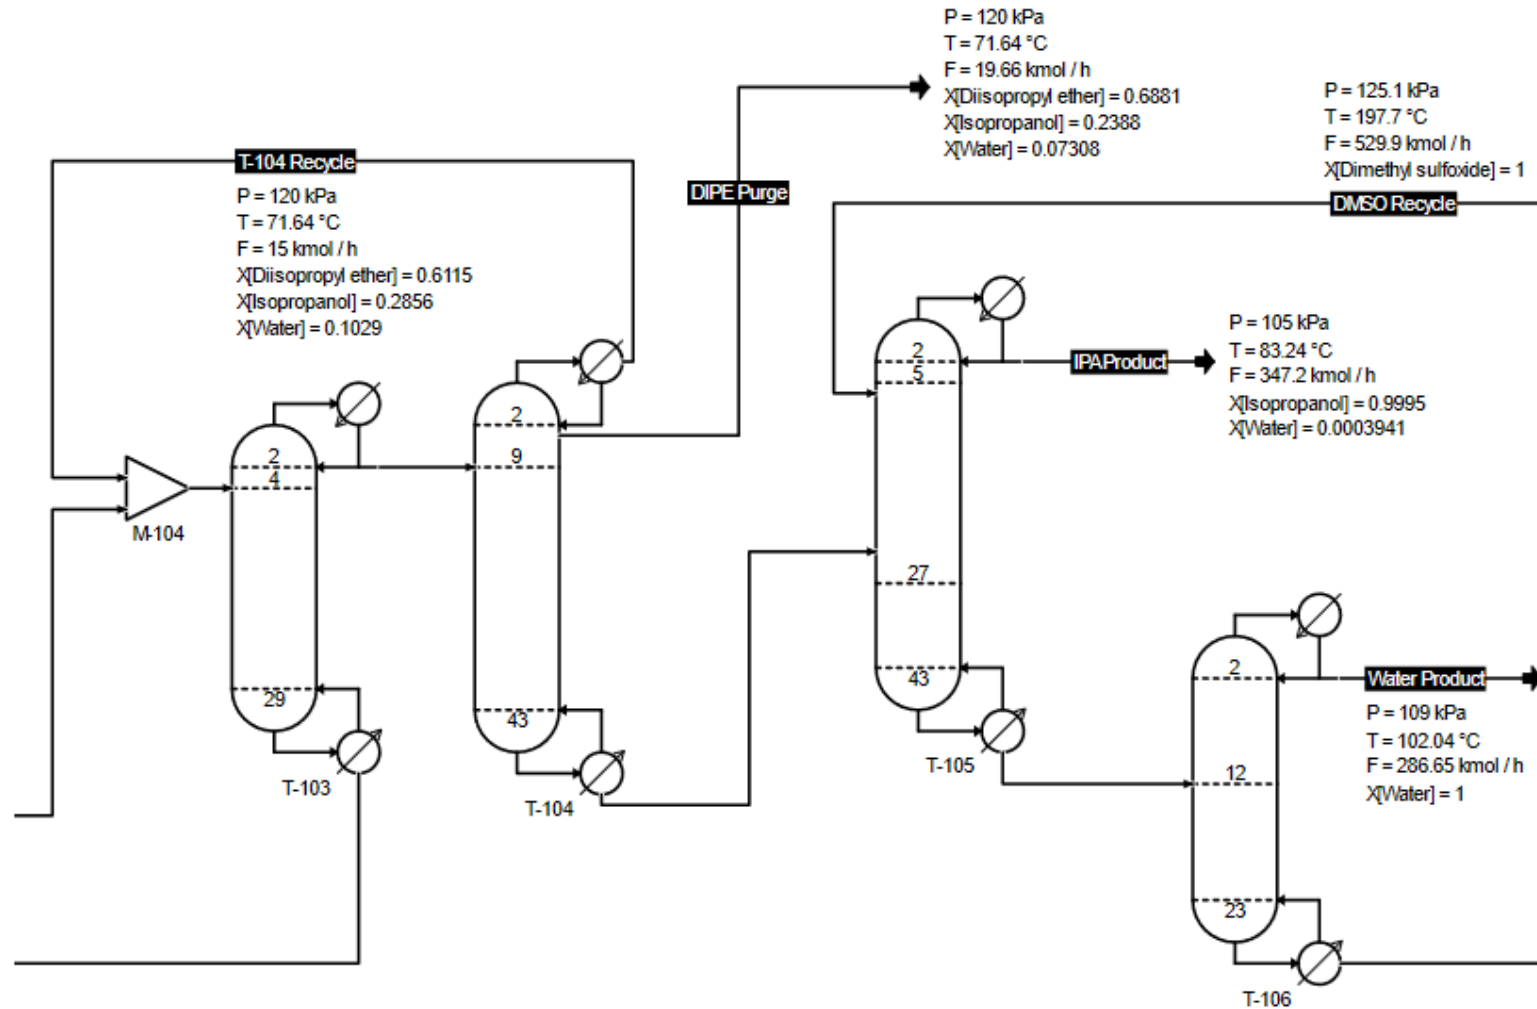 P = 120 kPa
T = 71.64 °C
F = 19.66 kmol / h
X[Diisopropyl ether] = 0.6881
X[Isopropanol] = 0.2388
X[Water] = 0.07308
P = 125.1 kPa
T = 197.7 °C
F = 529.9 kmol / h
X[Dimethyl sulfoxide] = 1
T-104 Recycle
P = 120 kPa
T = 71.64 °C
F = 15 kmol / h
X[Diisopropyl ether] = 0.6115
X[Isopropanol] = 0.2856
X[Water] = 0.1029
DIPE Purge
DMSO Recycle
P = 105 kPa
T = 83.24 °C
F = 347.2 kmol / h
X[Isopropanol] = 0.9995
X[Water] = 0.0003941
IPAProduct
2
5
27
43
T-105
2
9
43
T-104
2
4
29
T-103
M-104
2
12
23
T-106
Water Product
P = 109 kPa
T = 102.04 °C
F = 286.65 kmol / h
X[Water] = 1